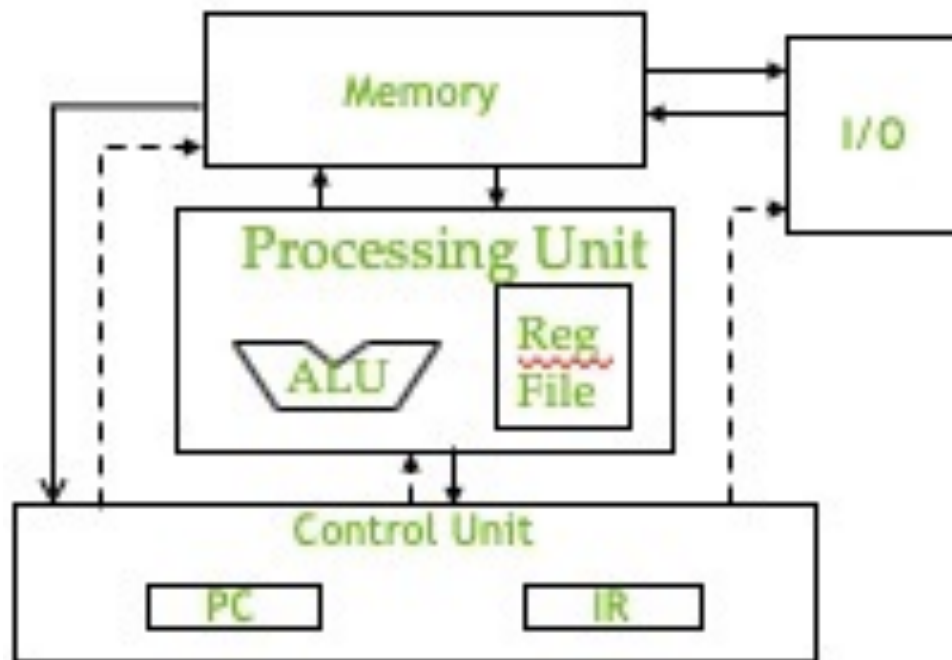 Memory
I/O
Processing Unit
ALU
Reg
File
Control Unit
PC
IR